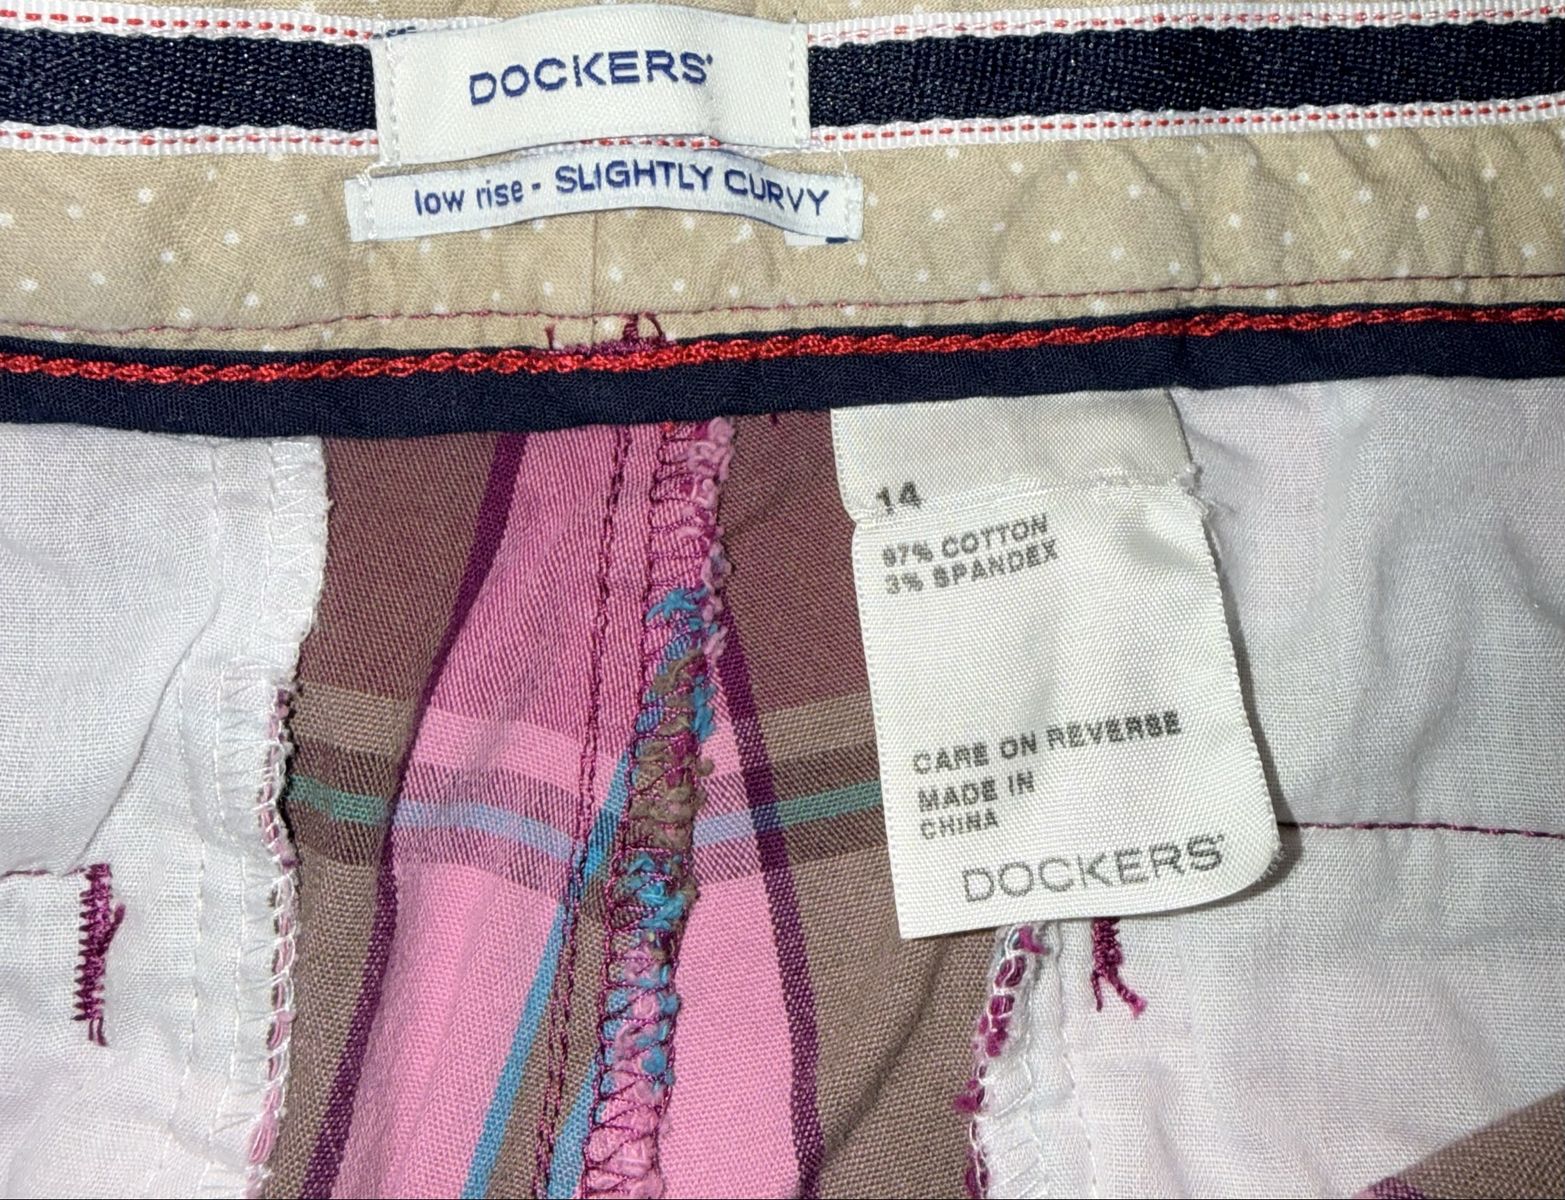 DOCKERS®
low rise - SLIGHTLY CURVY
14
97% COTTON
3% SPANDEX
CARE ON REVERSE
MADE IN
CHINA
DOCKERS®